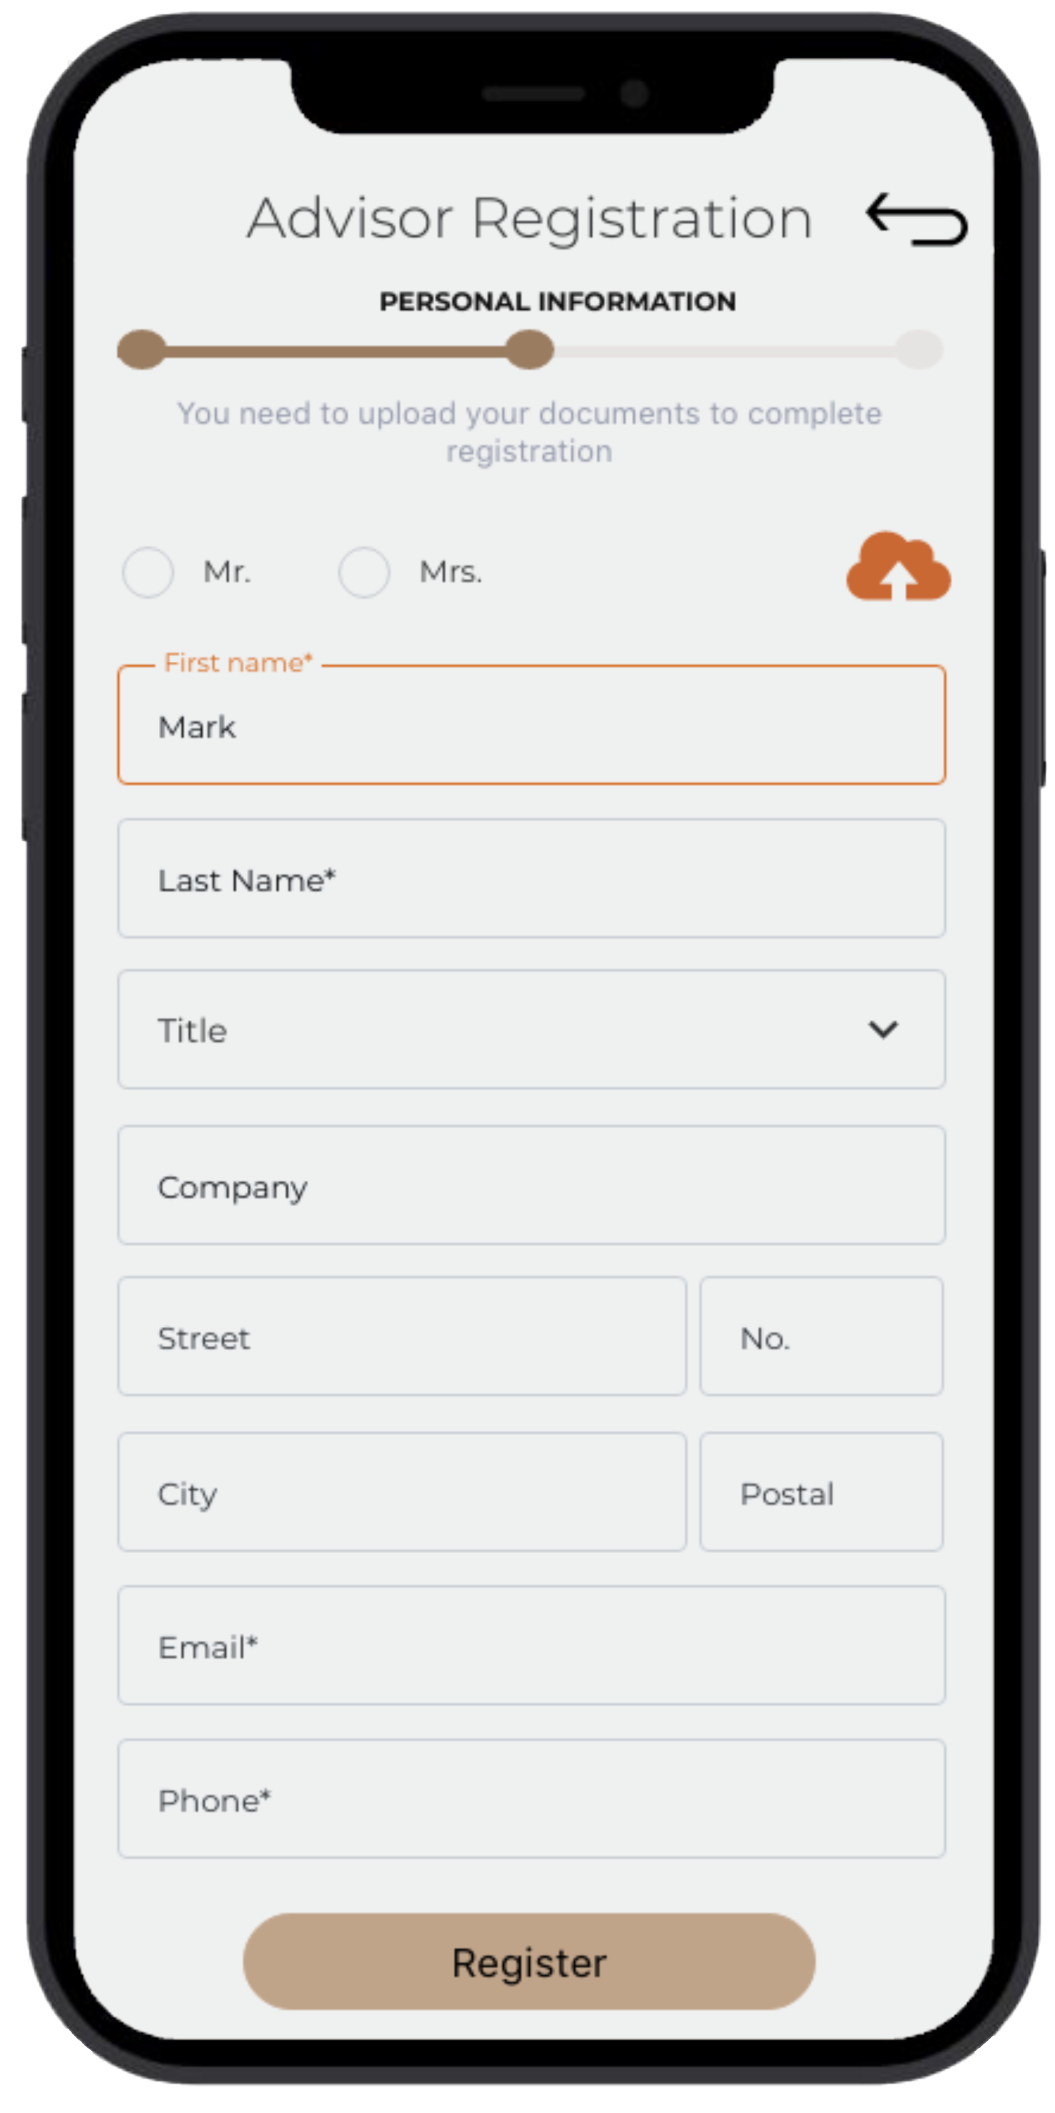 Advisor Registration
PERSONAL INFORMATION
You need to upload your documents to complete
registration
Mr.
Mrs.
First name*
Mark
Last Name*
Title
Company
Street
No.
City
Postal
Email*
Phone*
Register